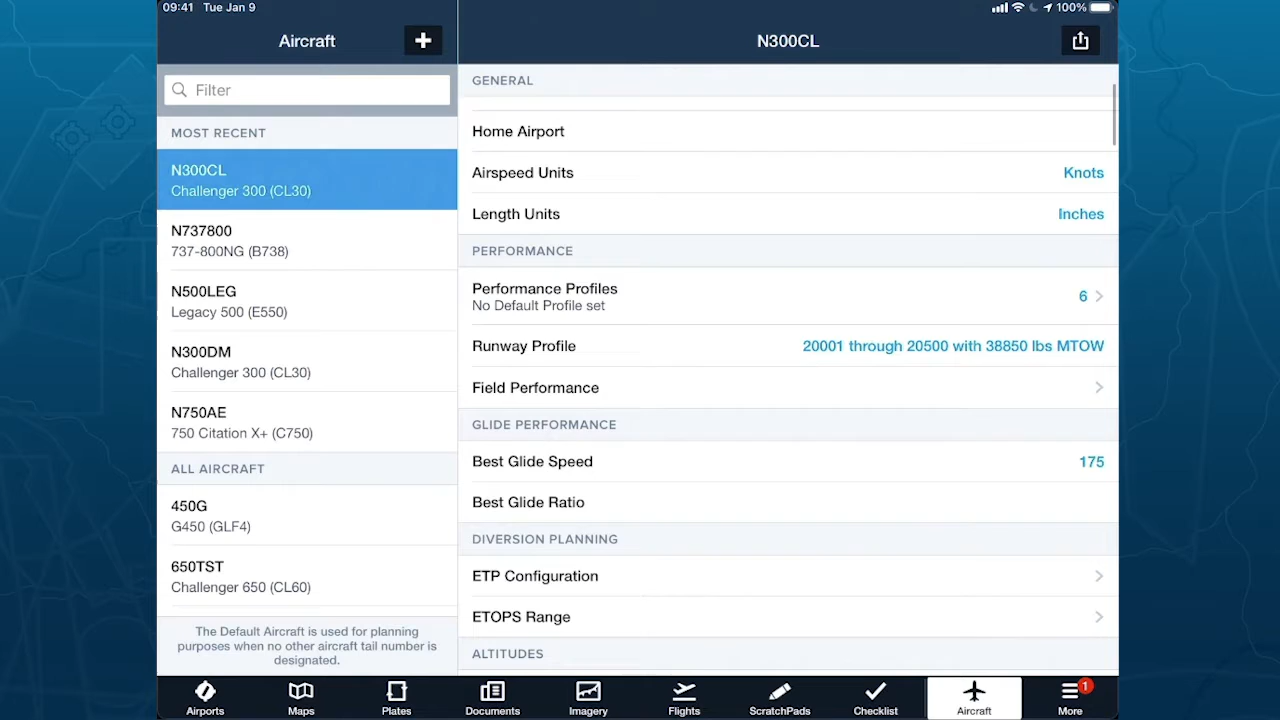 09:41 Tue Jan 9
100%
Aircraft
N300CL
Filter
MOST RECENT
N300CL
Challenger 300 (CL30)
N737800
737-800NG (B738)
N500LEG
Legacy 500 (E550)
N300DM
Challenger 300 (CL30)
N750AE
750 Citation X+ (C750)
ALL AIRCRAFT
450G
G450 (GLF4)
650TST
Challenger 650 (CL60)
The Default Aircraft is used for planning
purposes when no other aircraft tail number is
designated.
GENERAL
Home Airport
Airspeed Units Knots
Length Units Inches
PERFORMANCE
Performance Profiles
No Default Profile set
6
Runway Profile 20001 through 20500 with 38850 lbs MTOW
Field Performance
GLIDE PERFORMANCE
Best Glide Speed 175
Best Glide Ratio
DIVERSION PLANNING
ETP Configuration
ETOPS Range
ALTITUDES
1
Airports Maps Plates Documents Imagery Flights ScratchPads Checklist Aircraft More